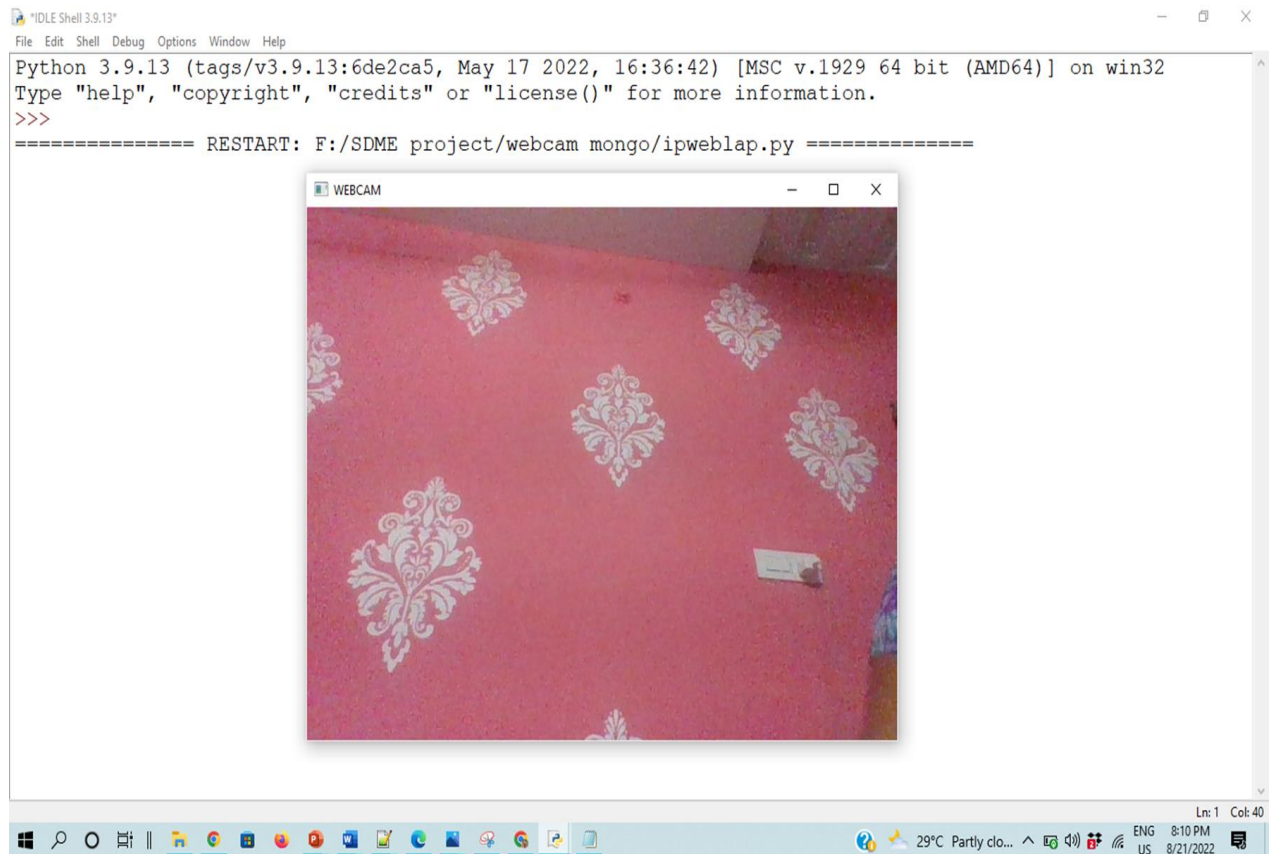 *IDLE Shell 3.9.13*
File Edit Shell Debug Options Window Help
Python 3.9.13 (tags/v3.9.13:6de2ca5, May 17 2022, 16:36:42) [MSC v.1929 64 bit (AMD64)] on win32
Type "help", "copyright", "credits" or "license()" for more information.
>>>
=============== RESTART: F:/SDME project/webcam mongo/ipweblap.py ==============
WEBCAM
Ln: 1 Col: 40
29°C Partly clo...
ENG
US
8:10 PM
8/21/2022